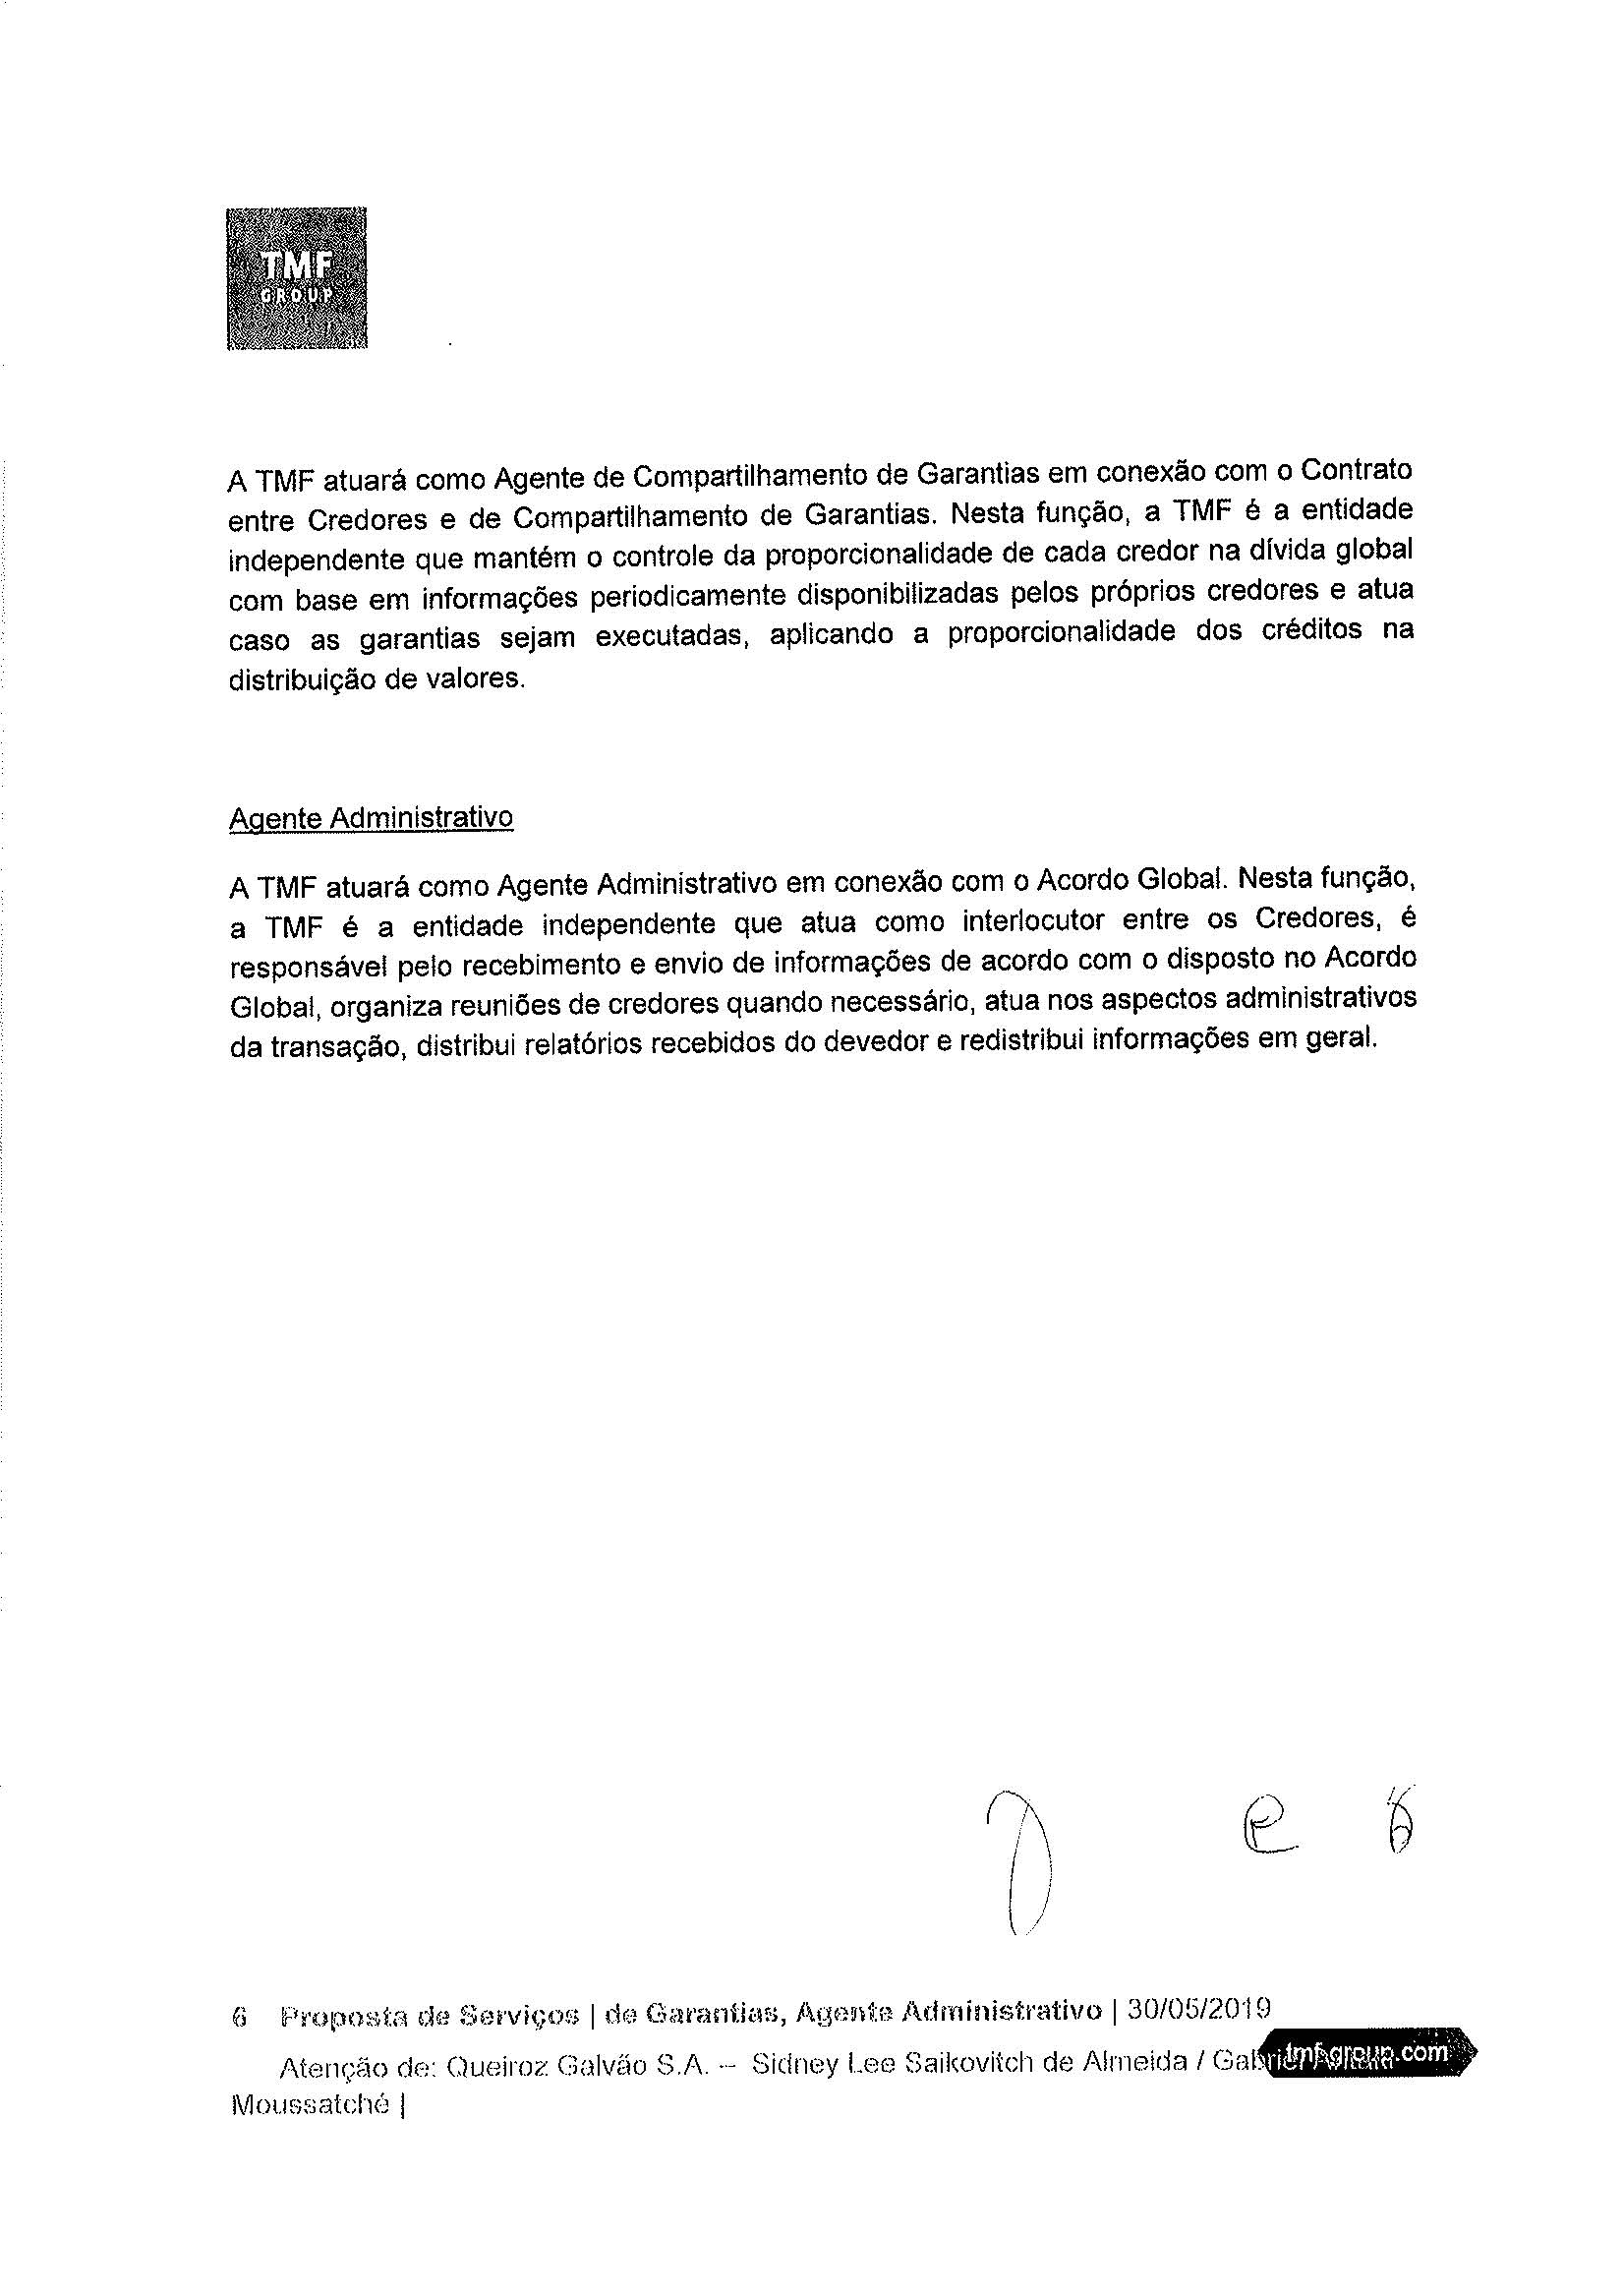 TMF
GROUP
A TMF atuará como Agente de Compartilhamento de Garantias em conexão com o Contrato
entre Credores e de Compartilhamento de Garantias. Nesta função, a TMF é a entidade
independente que mantém o controle da proporcionalidade de cada credor na dívida global
com base em informações periodicamente disponibilizadas pelos próprios credores e atua
caso as garantias sejam executadas, aplicando a proporcionalidade dos créditos na
distribuição de valores.
Agente Administrativo
A TMF atuará como Agente Administrativo em conexão com o Acordo Global. Nesta função,
a TMF é a entidade independente que atua como interlocutor entre os Credores, é
responsável pelo recebimento e envio de informações de acordo com o disposto no Acordo
Global, organiza reuniões de credores quando necessário, atua nos aspectos administrativos
da transação, distribui relatórios recebidos do devedor e redistribui informações em geral.
6 Proposta de Serviços | de Garantias, Agente Administrativo | 30/05/2019
Atenção de: Queiroz Galvão S.A. – Sidney Lee Saikovitch de Almeida / Gabriel
tmf-group.com
Moussatché |